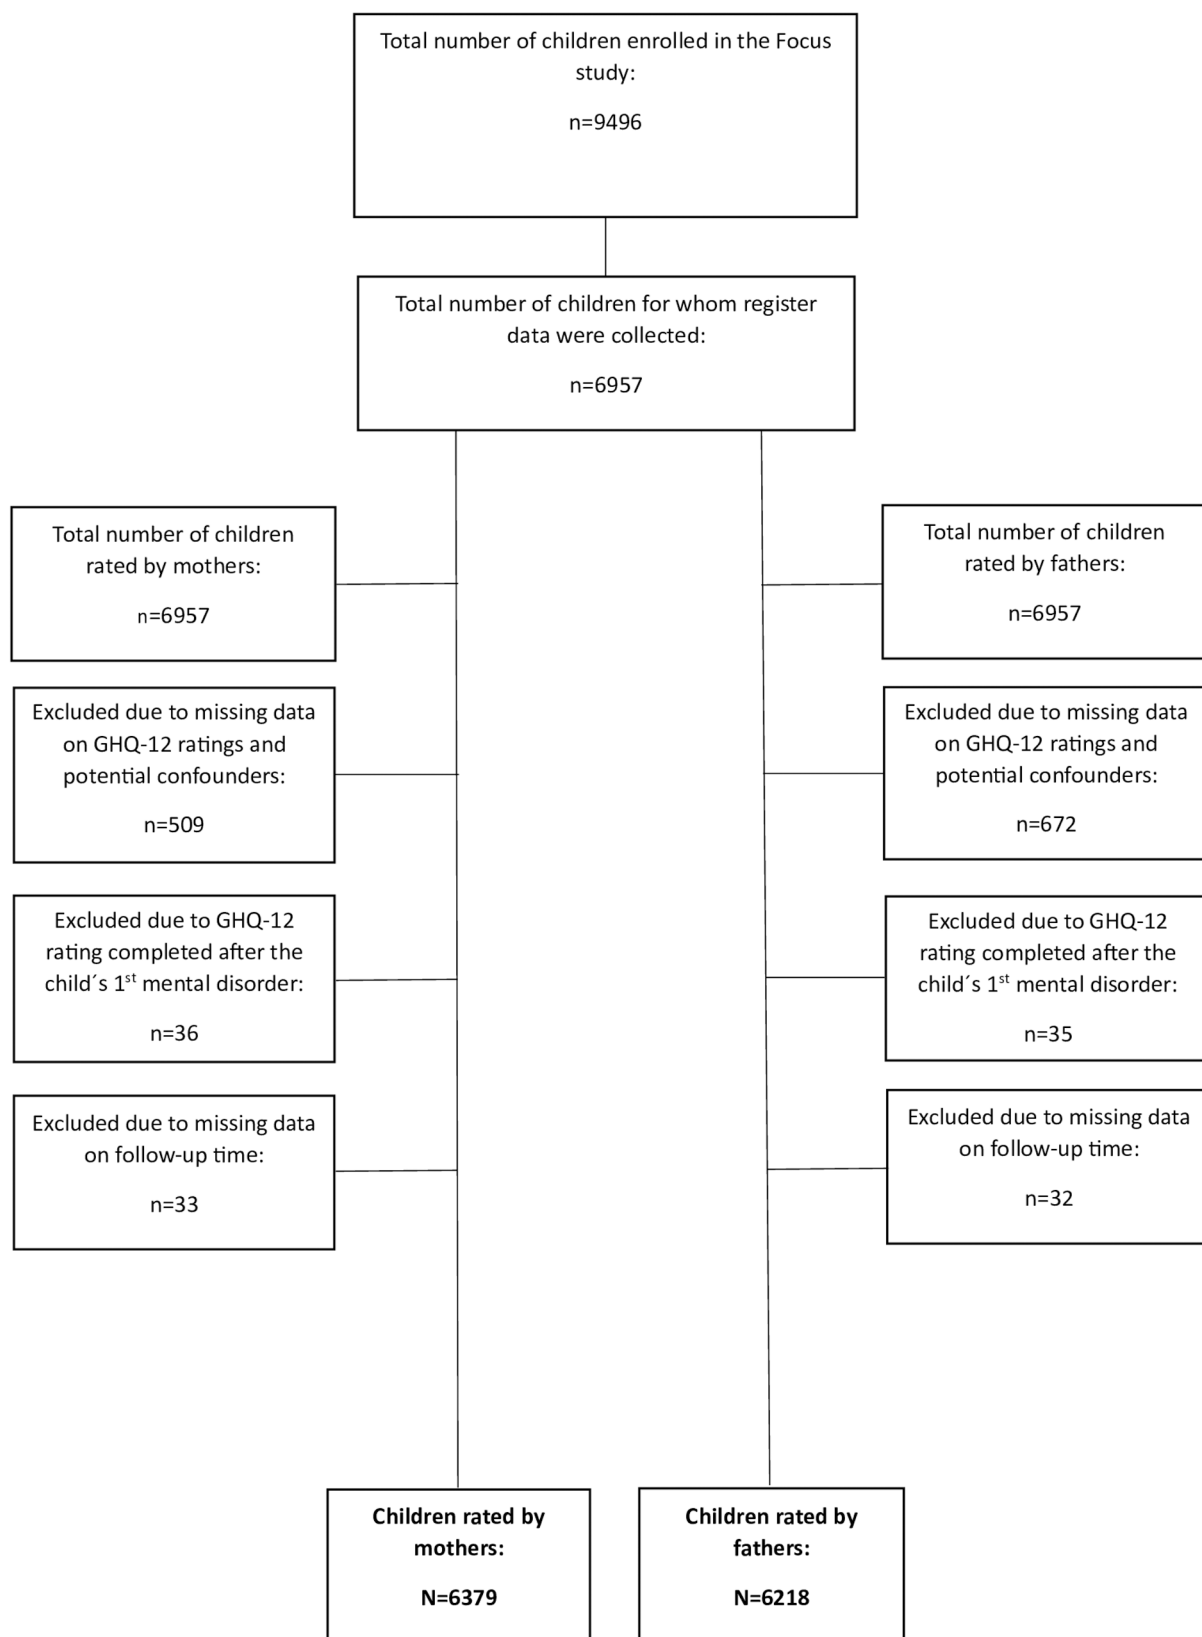 Total number of children enrolled in the Focus
study:
n=9496
Total number of children for whom register
data were collected:
n=6957
Total number of children
rated by mothers:
n=6957
Excluded due to missing data
on GHQ-12 ratings and
potential confounders:
n=509
Excluded due to GHQ-12
rating completed after the
child´s 1st mental disorder:
n=36
Excluded due to missing data
on follow-up time:
n=33
Total number of children
rated by fathers:
n=6957
Excluded due to missing data
on GHQ-12 ratings and
potential confounders:
n=672
Excluded due to GHQ-12
rating completed after the
child´s 1st mental disorder:
n=35
Excluded due to missing data
on follow-up time:
n=32
Children rated by
mothers:
N=6379
Children rated by
fathers:
N=6218